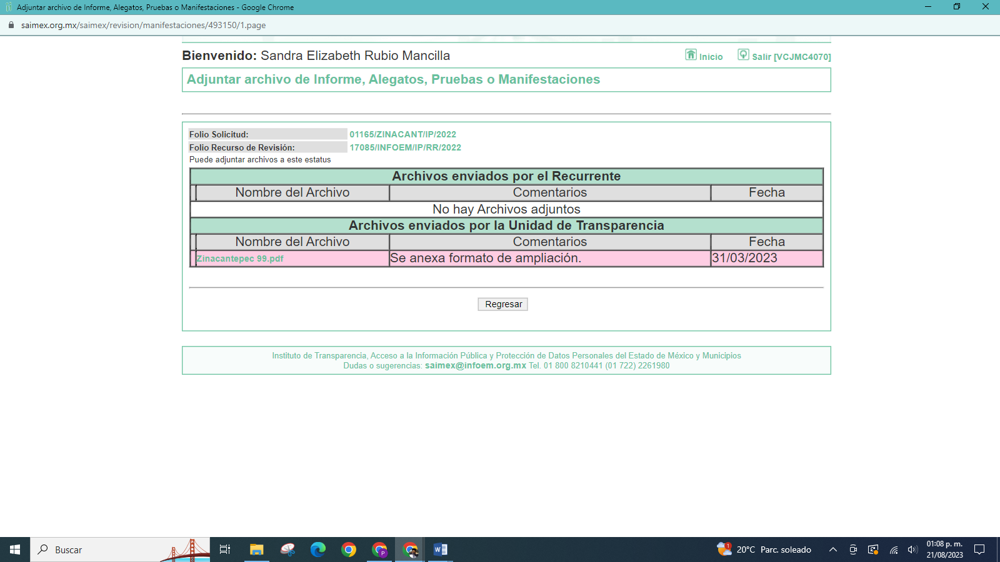 Adjuntar archivo de Informe, Alegatos, Pruebas o Manifestaciones - Google Chrome
saimex.org.mx/saimex/revision/manifestaciones/493150/1.page
Bienvenido: Sandra Elizabeth Rubio Mancilla
Inicio
Salir [VCJMC4070]
Adjuntar archivo de Informe, Alegatos, Pruebas o Manifestaciones
Folio Solicitud: 01165/ZINACANT/IP/2022
Folio Recurso de Revisión: 17085/INFOEM/IP/RR/2022
Puede adjuntar archivos a este estatus
Archivos enviados por el Recurrente
Nombre del Archivo Comentarios Fecha
No hay Archivos adjuntos
Archivos enviados por la Unidad de Transparencia
Nombre del Archivo Comentarios Fecha
Zinacantepec 99.pdf Se anexa formato de ampliación. 31/03/2023
Regresar
Instituto de Transparencia, Acceso a la Información Pública y Protección de Datos Personales del Estado de México y Municipios
Dudas o sugerencias: saimex@infoem.org.mx Tel. 01 800 8210441 (01 722) 2261980
Buscar
P
W
1
20°C Parc. soleado
01:08 p. m.
21/08/2023